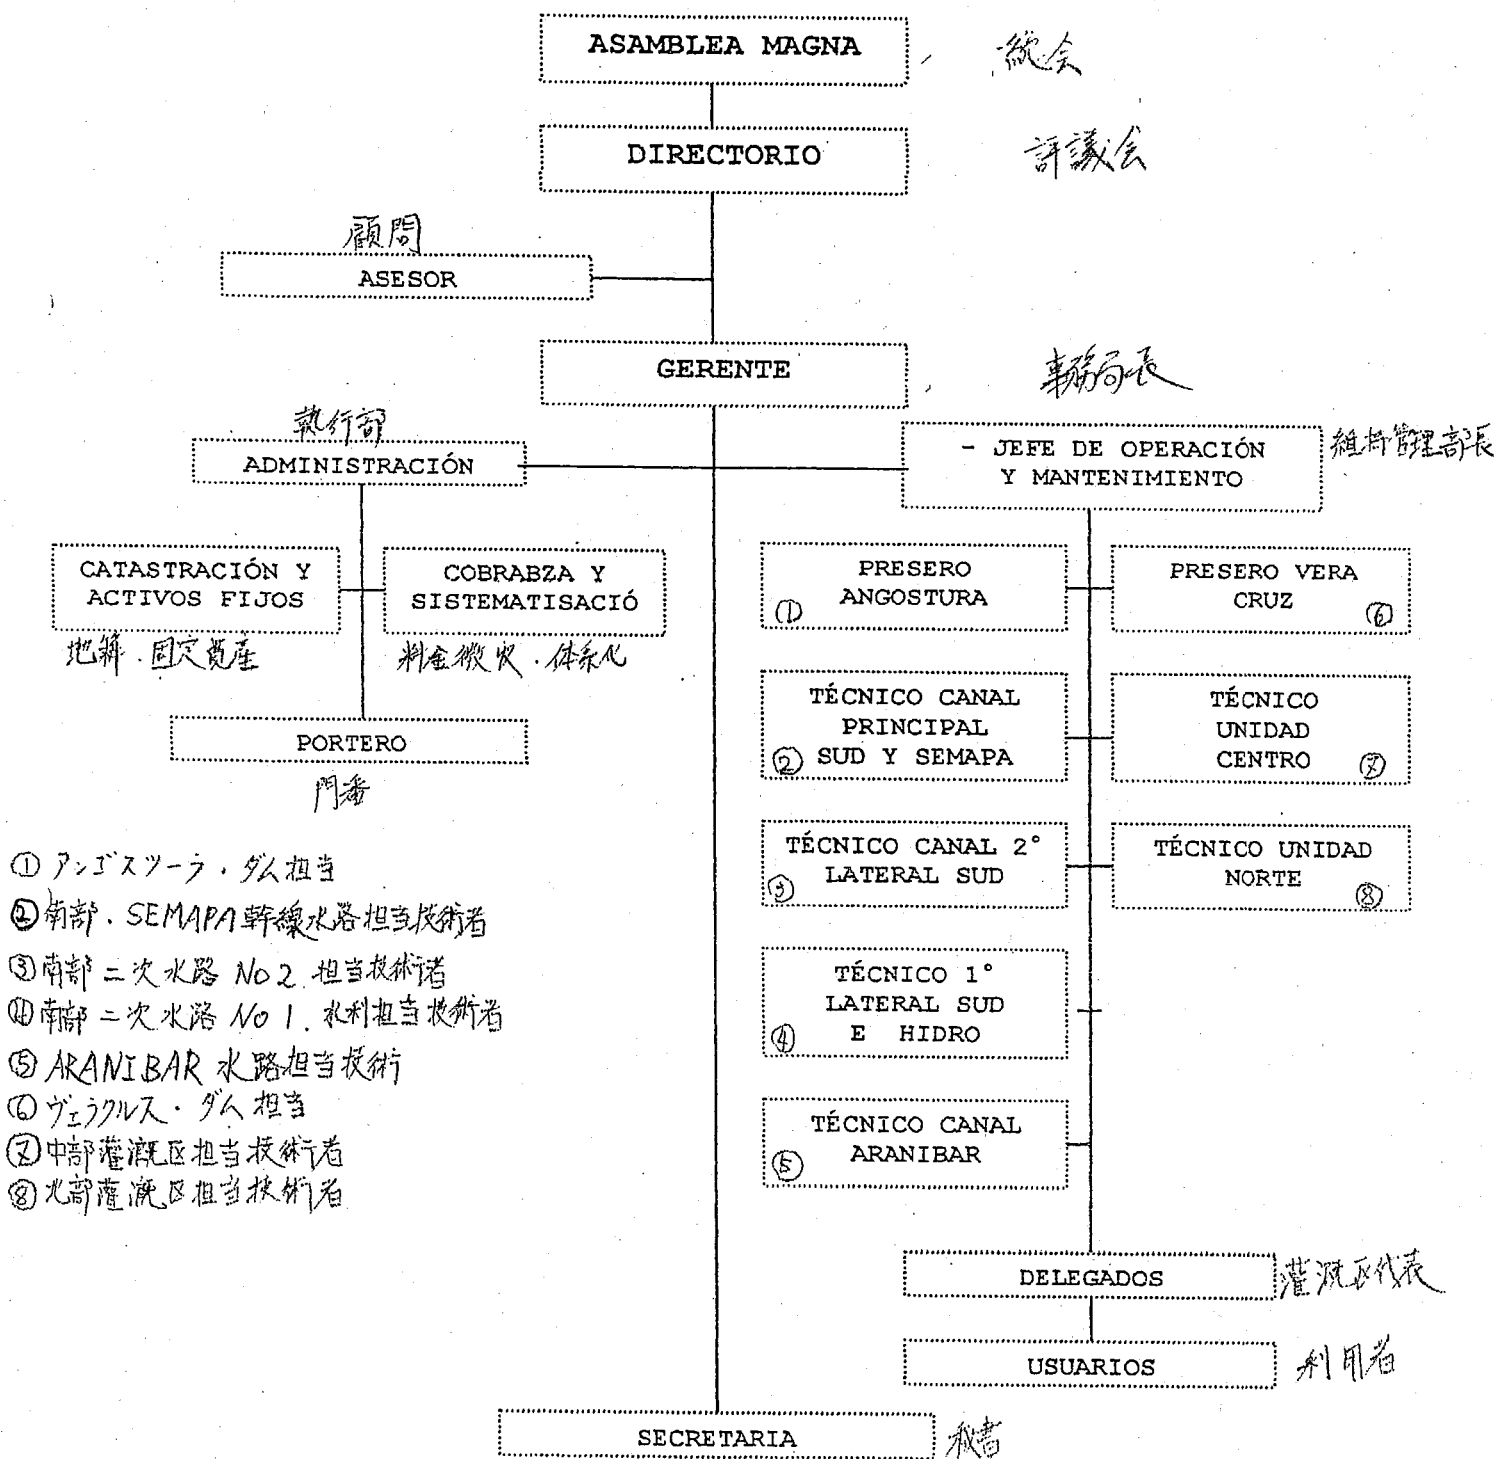 ASAMBLEA MAGNA
総会
DIRECTORIO
評議会
顧問
ASESOR
GERENTE
事務局長
執行部
ADMINISTRACIÓN
- JEFE DE OPERACIÓN
Y MANTENIMIENTO
維持管理部長
CATASTRACIÓN Y
ACTIVOS FIJOS
地籍・固定資産
COBRABZA Y
SISTEMATISACIÓ
料金徴収・体系化
PORTERO
門番
PRESERO
ANGOSTURA
①
PRESERO VERA
CRUZ
⑥
TÉCNICO CANAL
PRINCIPAL
② SUD Y SEMAPA
TÉCNICO
UNIDAD
CENTRO ⑦
TÉCNICO CANAL 2°
LATERAL SUD
③
TÉCNICO UNIDAD
NORTE
⑧
TÉCNICO 1°
LATERAL SUD
④ E HIDRO
TÉCNICO CANAL
ARANIBAR
⑤
① アンゴスツーラ・ダム担当
② 南部・SEMAPA幹線水路担当技術者
③ 南部二次水路 No 2 担当技術者
④ 南部二次水路 No 1. 水利担当技術者
⑤ ARANIBAR 水路担当技術
⑥ ヴェラクルス・ダム担当
⑦ 中部灌漑区担当技術者
⑧ 北部灌漑区担当技術者
DELEGADOS
灌漑区代表
USUARIOS
利用者
SECRETARIA
秘書